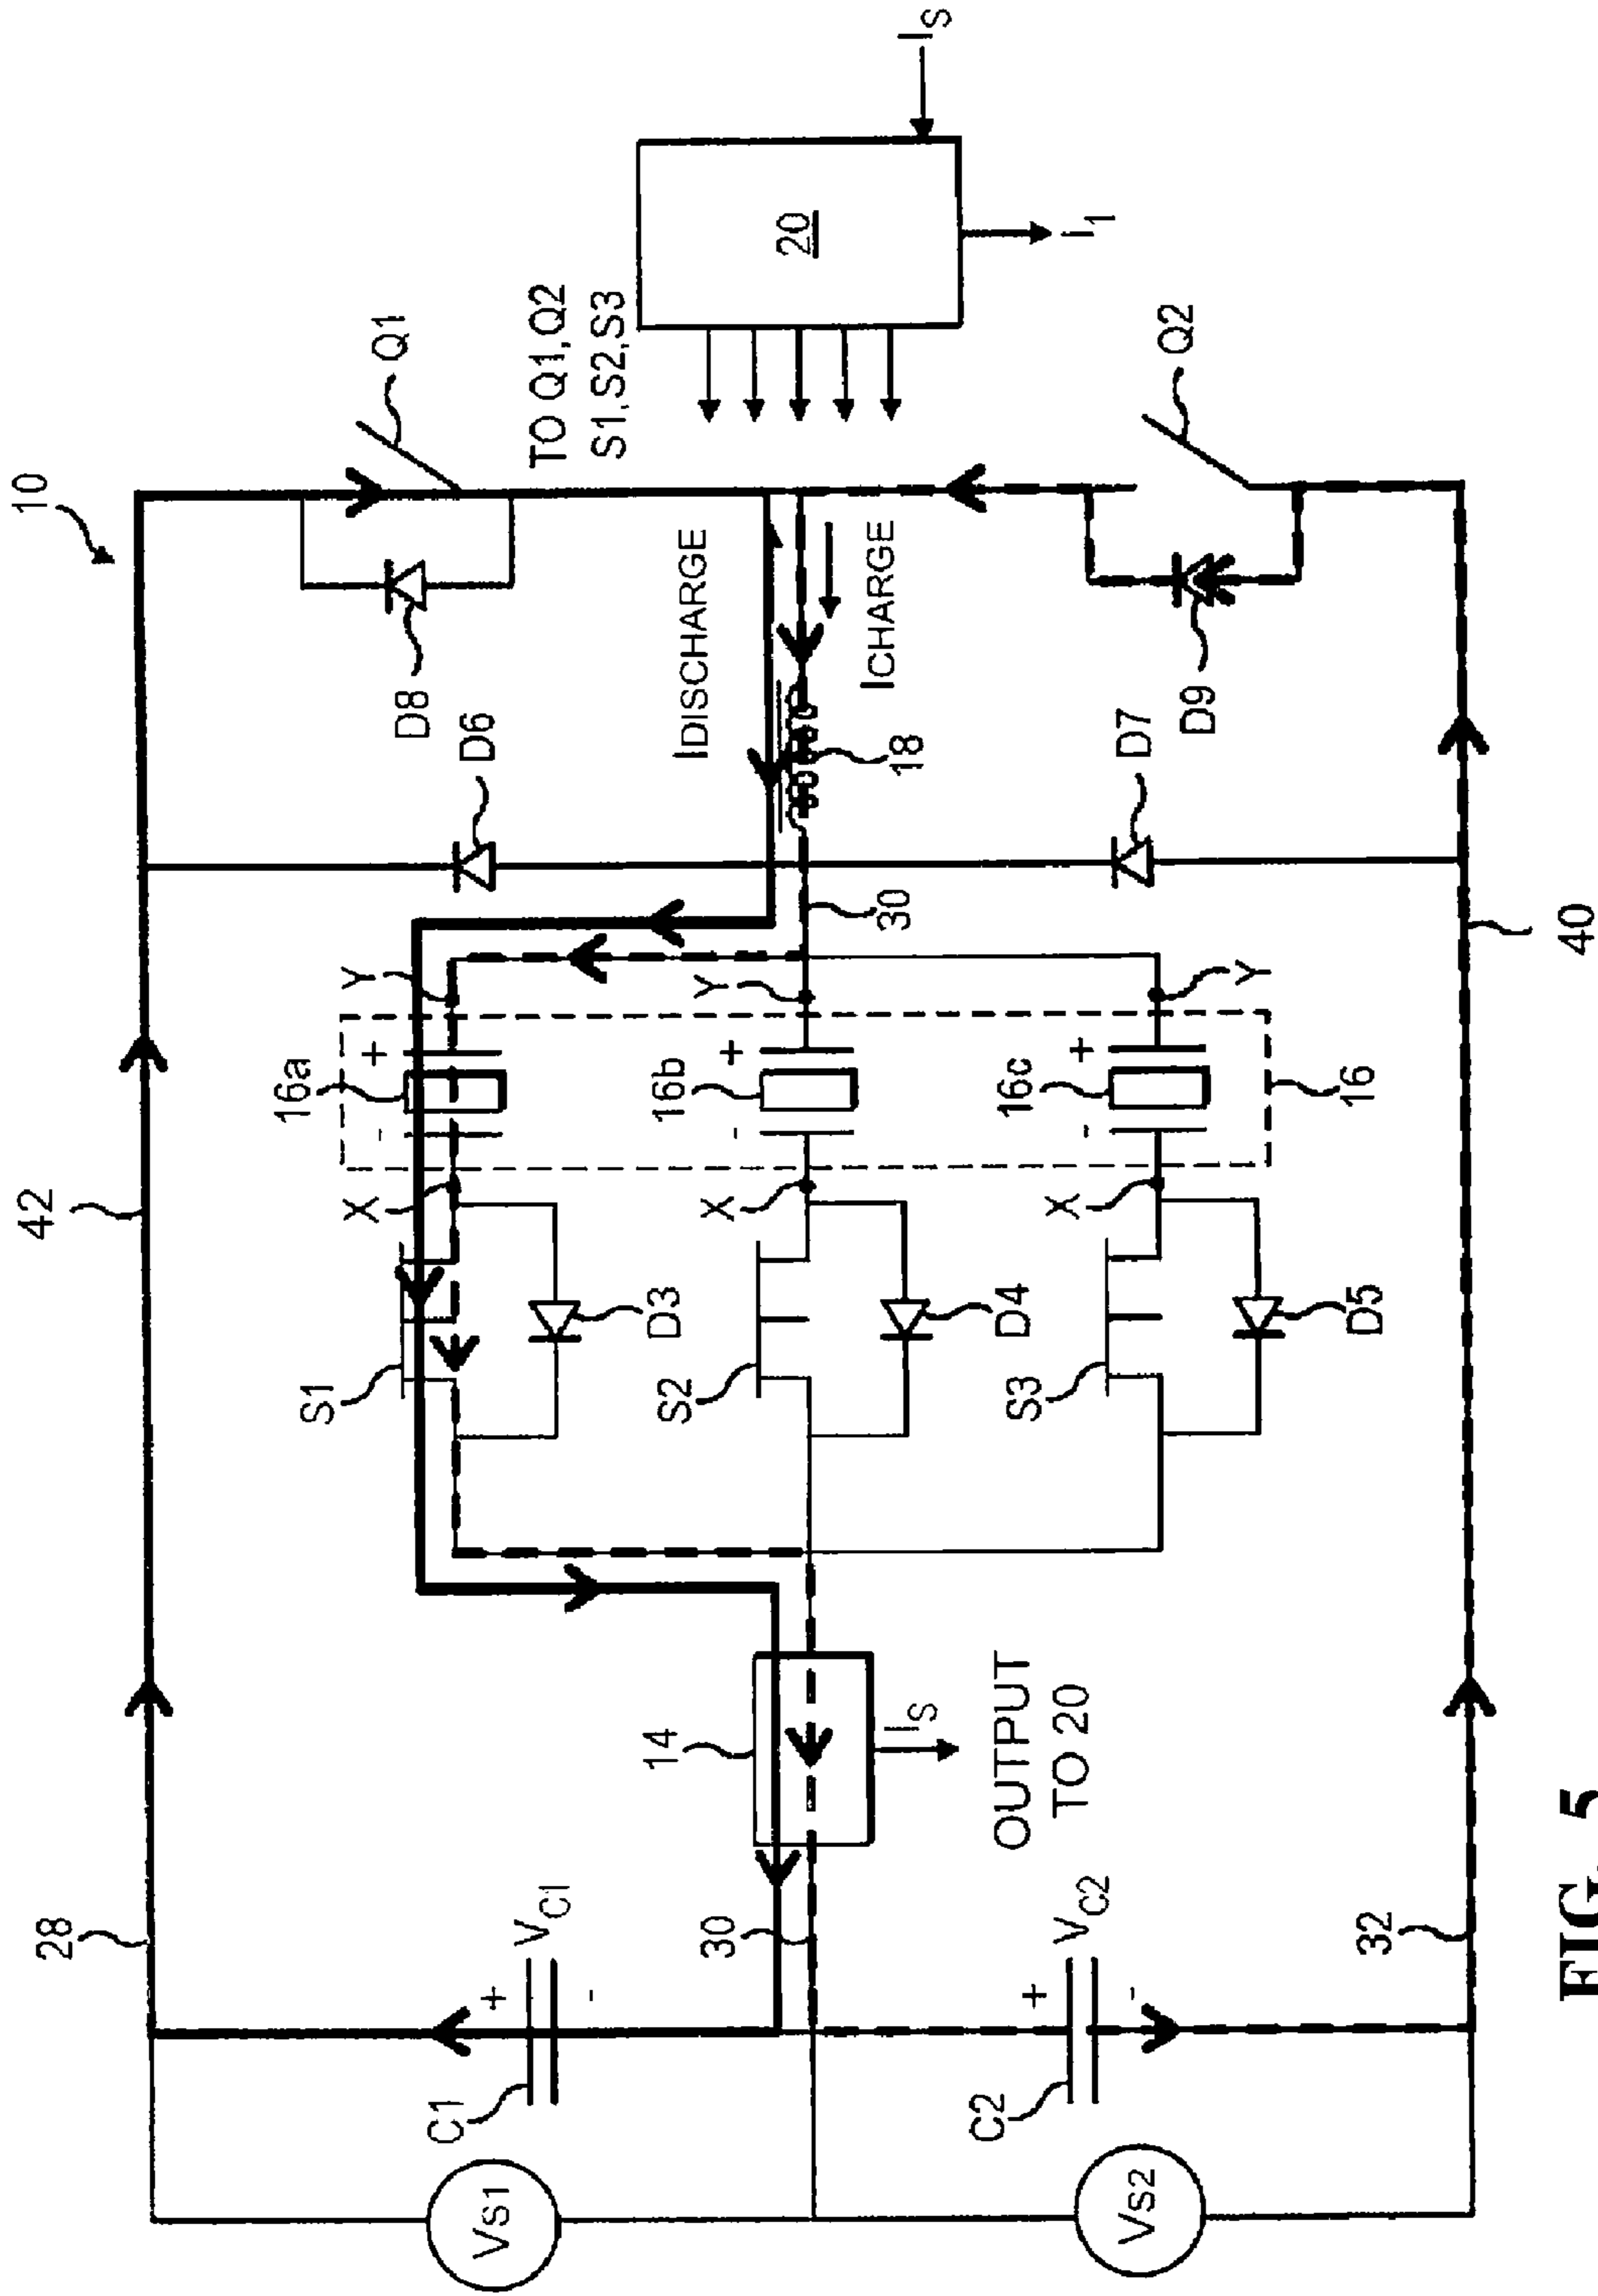 10
42
28
Q1
D8
D6
TO Q1,Q2
S1,S2,S3
20
IS
I1
IDISCHARGE
ICHARGE
18
30
Y
16a
+
-
X
S1
D3
Y
16b
+
-
X
S2
D4
Y
16c
+
-
X
S3
D5
16
D7
D9
Q2
40
14
IS
OUTPUT
TO 20
30
C1
+
-
VC1
C2
+
-
VC2
32
VS1
VS2
FIG. 5